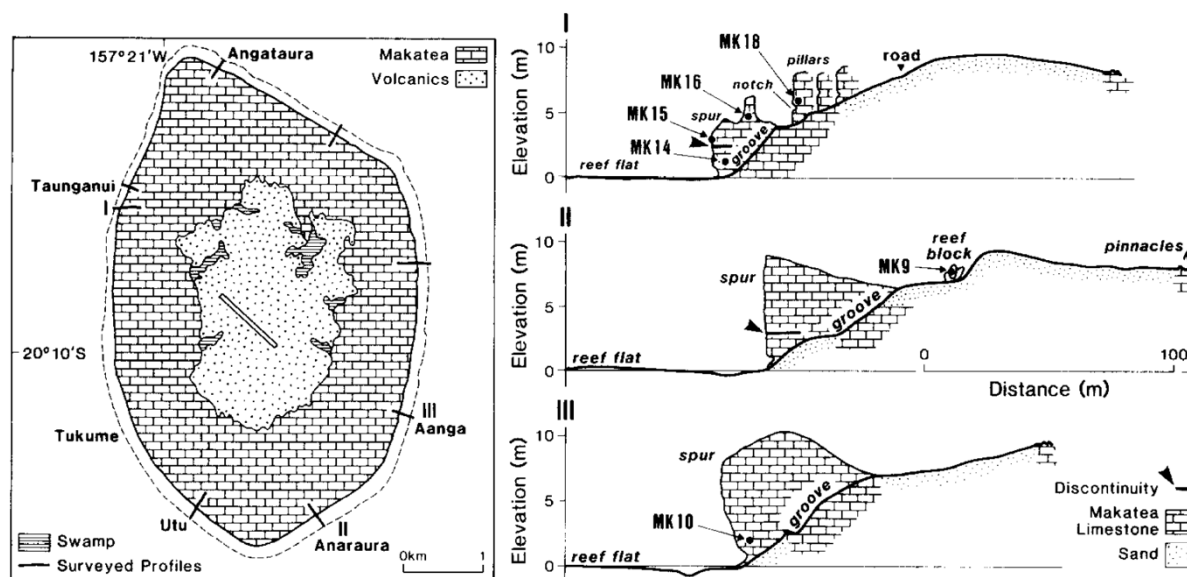 157°21'W
Angataura
Makatea
Volcanics
Taunganui
I
20°10'S
III
Aanga
Tukume
Utu
II
Anaraura
Swamp
Surveyed Profiles
0km 1
I
Elevation (m)
10
5
0
MK18
pillars
road
MK16
notch
spur
MK15
MK14
groove
reef flat
II
Elevation (m)
10
5
0
reef
block
pinnacles
MK9
spur
groove
reef flat
0 100
Distance (m)
III
Elevation (m)
10
5
0
spur
groove
MK10
reef flat
Discontinuity
Makatea
Limestone
Sand